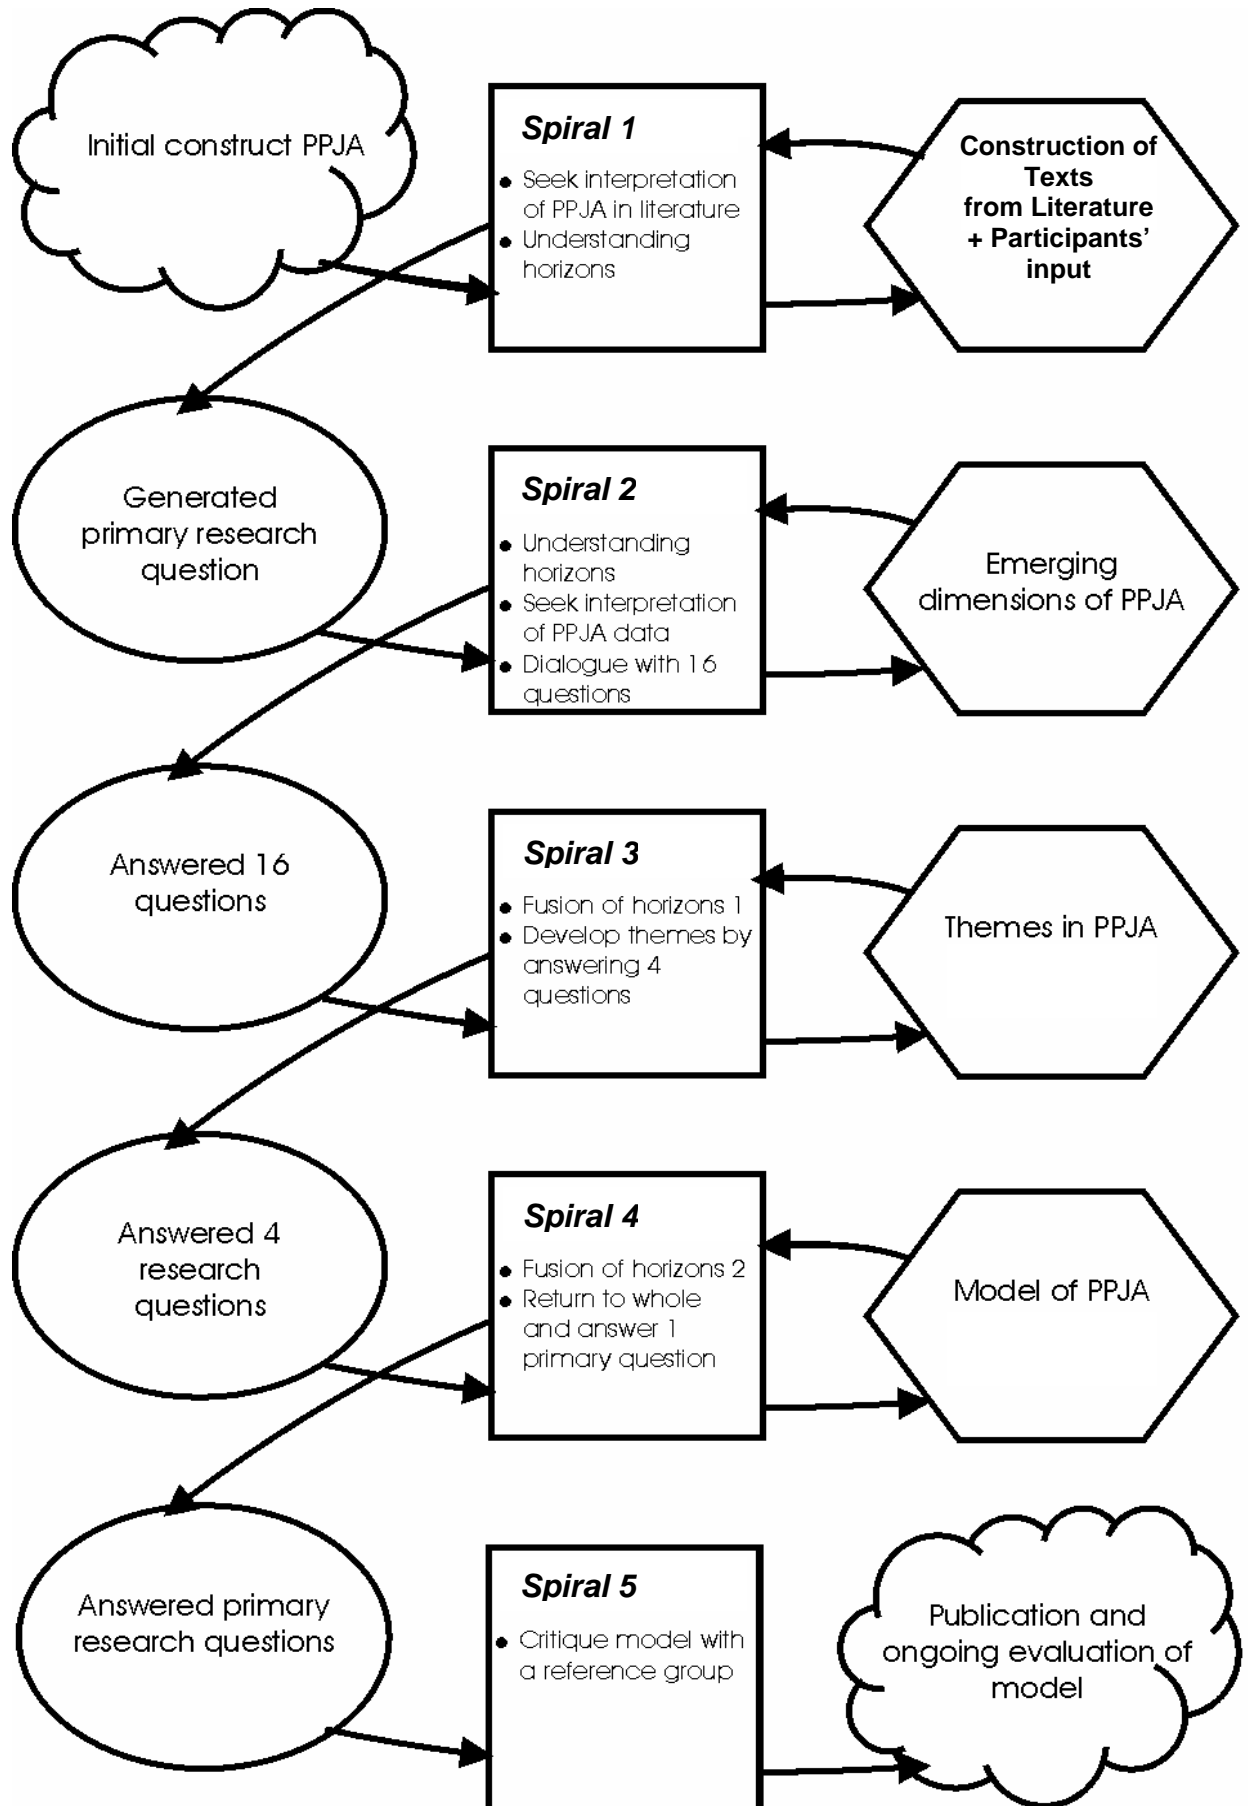 Initial construct PPJA
Spiral 1
● Seek interpretation
of PPJA in literature
● Understanding
horizons
Construction of
Texts
from Literature
+ Participants’
input
Generated
primary research
question
Spiral 2
● Understanding
horizons
● Seek interpretation
of PPJA data
● Dialogue with 16
questions
Emerging
dimensions of PPJA
Answered 16
questions
Spiral 3
● Fusion of horizons 1
● Develop themes by
answering 4
questions
Themes in PPJA
Answered 4
research
questions
Spiral 4
● Fusion of horizons 2
● Return to whole
and answer 1
primary question
Model of PPJA
Answered primary
research questions
Spiral 5
● Critique model with
a reference group
Publication and
ongoing evaluation of
model